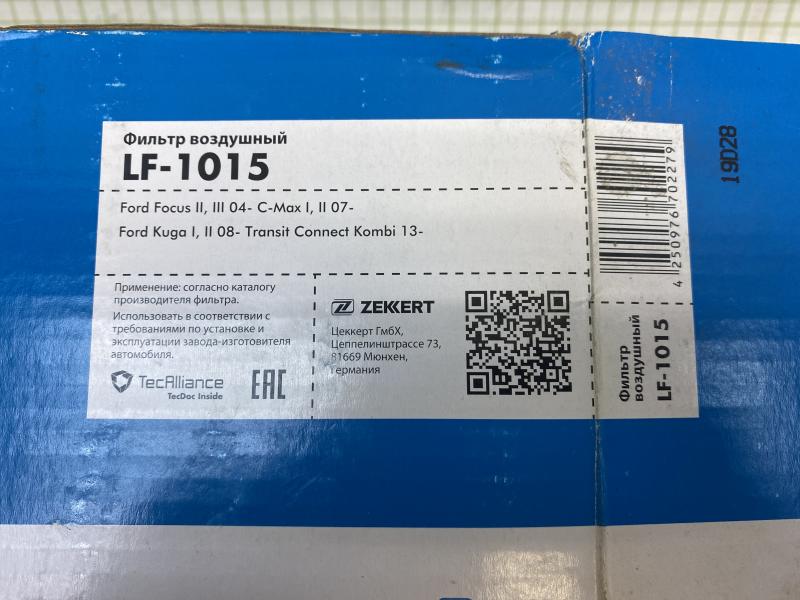 Фильтр воздушный
LF-1015
Ford Focus II, III 04- C-Max I, II 07-
Ford Kuga I, II 08- Transit Connect Kombi 13-
Применение: согласно каталогу
производителя фильтра.
Использовать в соответствии с
требованиями по установке и
эксплуатации завода-изготовителя
автомобиля.
TecAlliance
TecDoc Inside
EAC
ZEKKERT
Цеккерт ГмбХ,
Цеппелинштрассе 73,
81669 Мюнхен,
Германия
4 250976 702279
Фильтр
воздушный
LF-1015
19D28